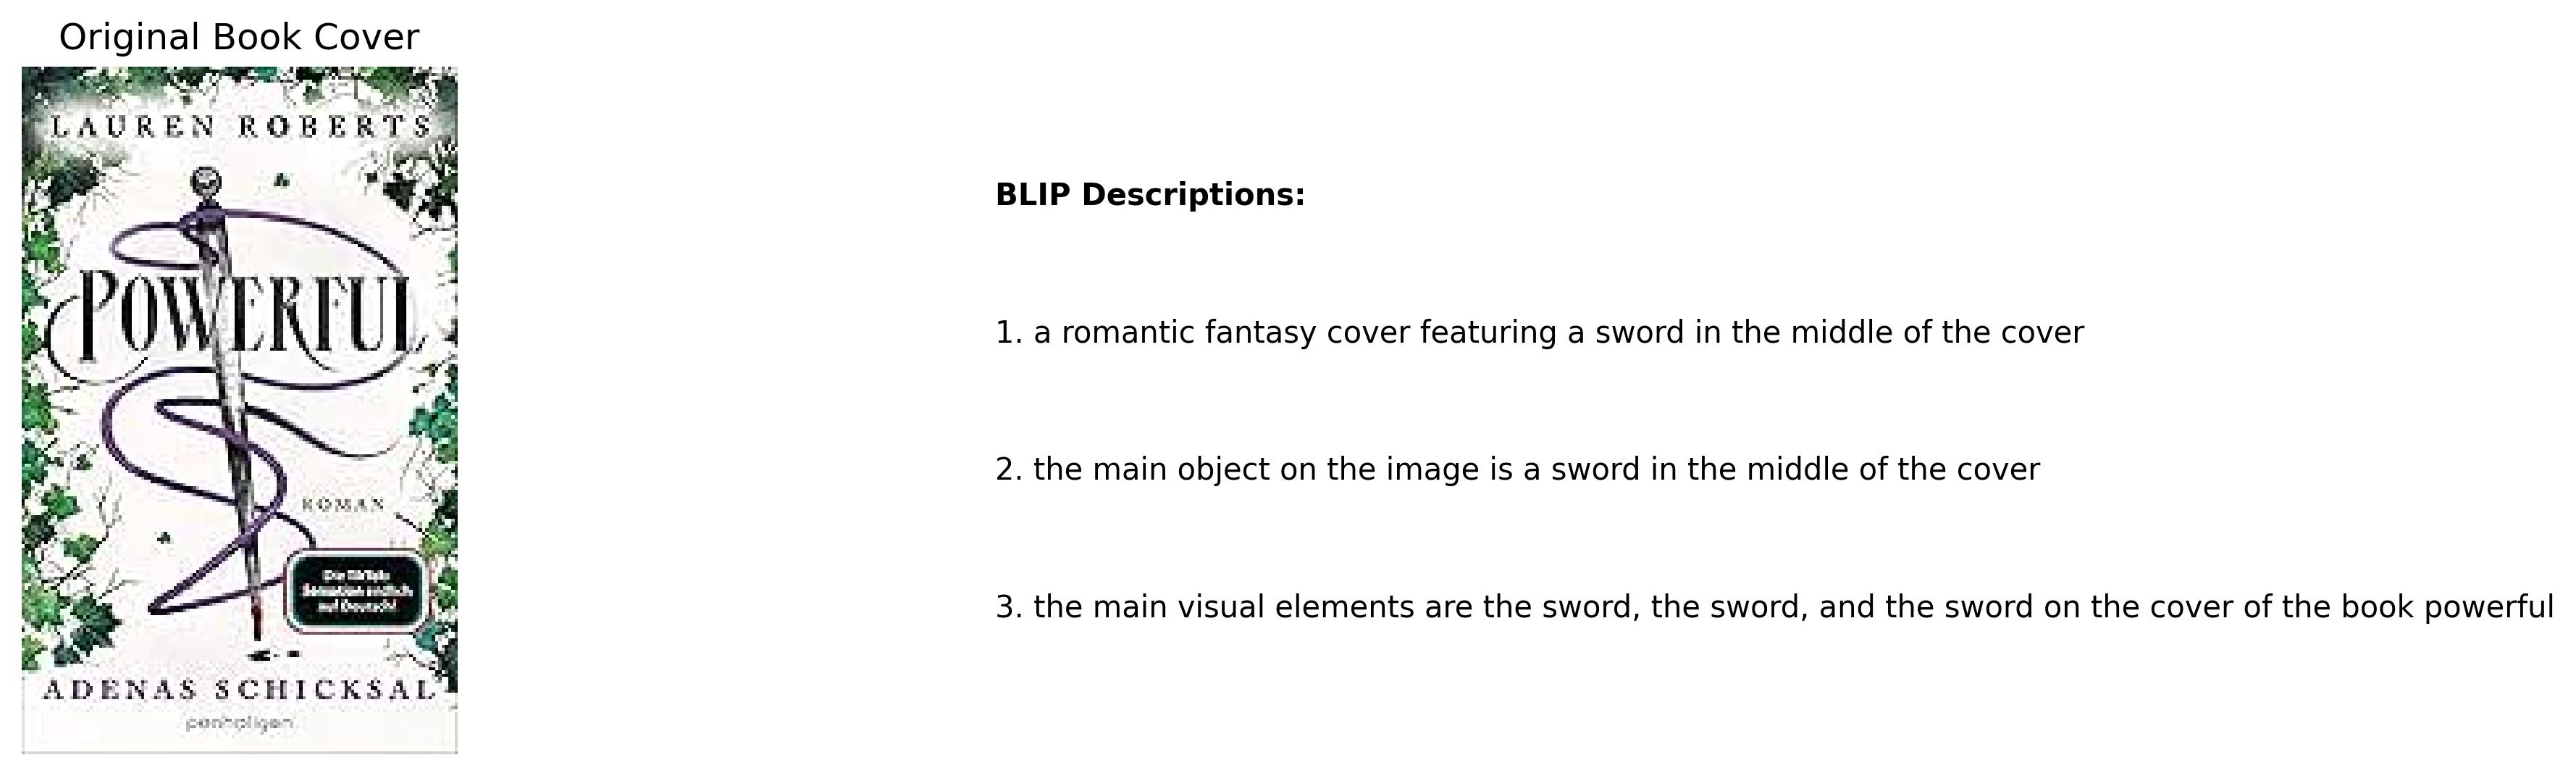 Original Book Cover
LAUREN ROBERTS
POWERFUL
ROMAN
auf Deutsch!
ADENAS SCHICKSAL
penhaligon
BLIP Descriptions:
1. a romantic fantasy cover featuring a sword in the middle of the cover
2. the main object on the image is a sword in the middle of the cover
3. the main visual elements are the sword, the sword, and the sword on the cover of the book powerful